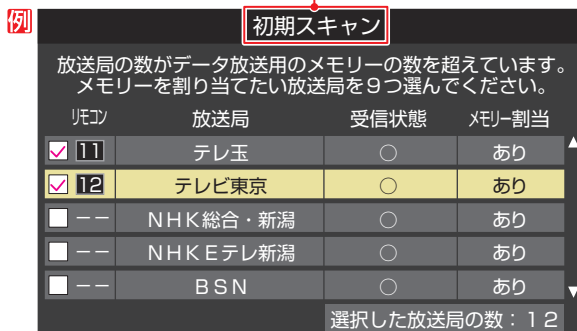 例
初期スキャン
放送局の数がデータ放送用のメモリーの数を超えています。
メモリーを割り当てたい放送局を9つ選んでください。
リモコン 放送局 受信状態 メモリー割当
11 テレ玉 ○ あり
12 テレビ東京 ○ あり
-- NHK総合・新潟 ○ あり
-- NHKEテレ新潟 ○ あり
-- BSN ○ あり
選択した放送局の数:12